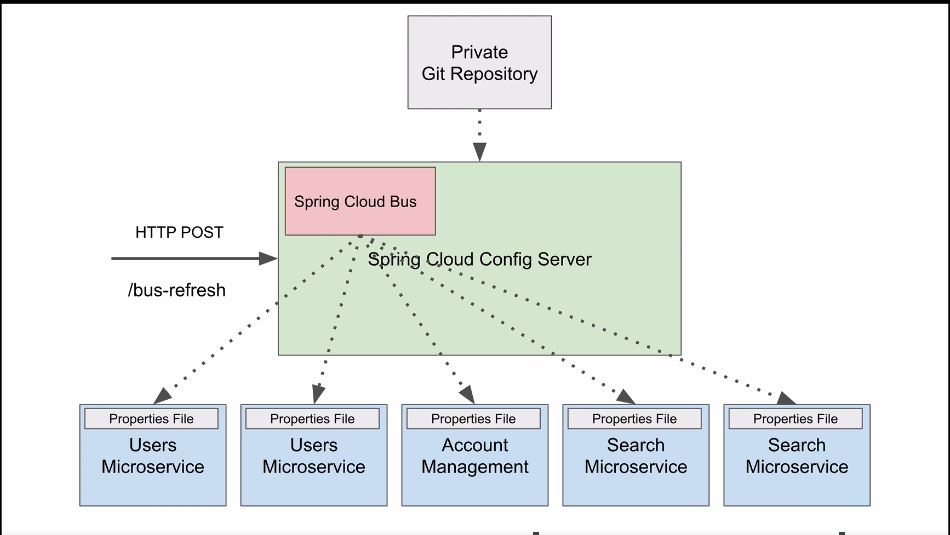 Private
Git Repository
Spring Cloud Bus
HTTP POST
Spring Cloud Config Server
/bus-refresh
Properties File
Users
Microservice
Properties File
Users
Microservice
Properties File
Account
Management
Properties File
Search
Microservice
Properties File
Search
Microservice